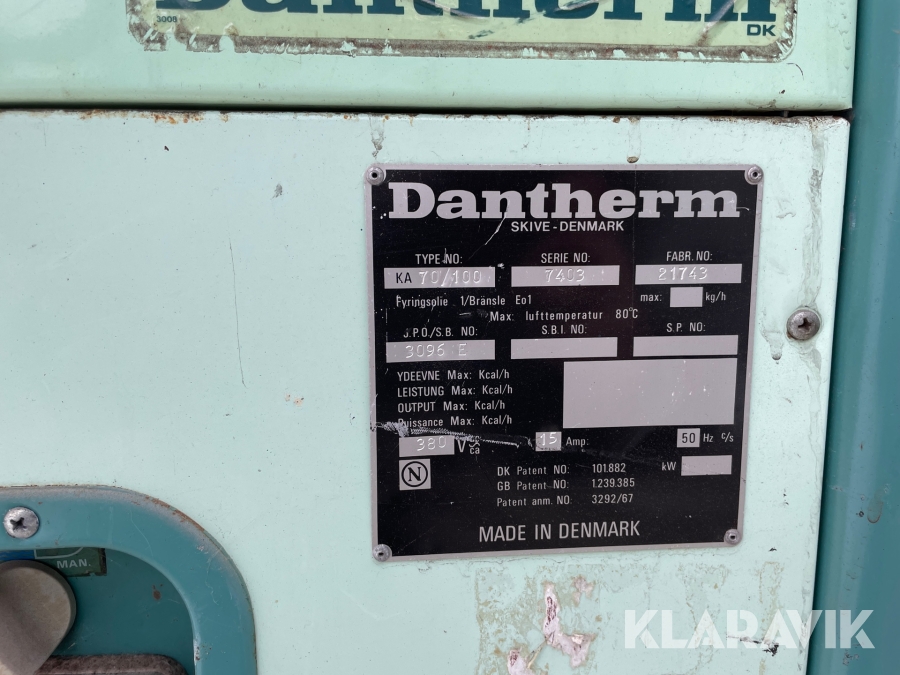 Dantherm
3008
DK
Dantherm
SKIVE-DENMARK
TYPE NO: SERIE NO: FABR. NO:
KA 70/100 7403 21743
Fyringsolie 1/Bränsle Eo1 max: kg/h
Max: lufttemperatur 80°C
J.P.O./S.B. NO: S.B.I. NO: S.P. NO:
3096 E
YDEEVNE Max: Kcal/h
LEISTUNG Max: Kcal/h
OUTPUT Max: Kcal/h
Puissance Max: Kcal/h
380 V ca 15 Amp: 50 Hz c/s
N
DK Patent NO: 101.882 kW
GB Patent NO: 1.239.385
Patent anm. NO. 3292/67
MADE IN DENMARK
MAN.
KLARAVIK